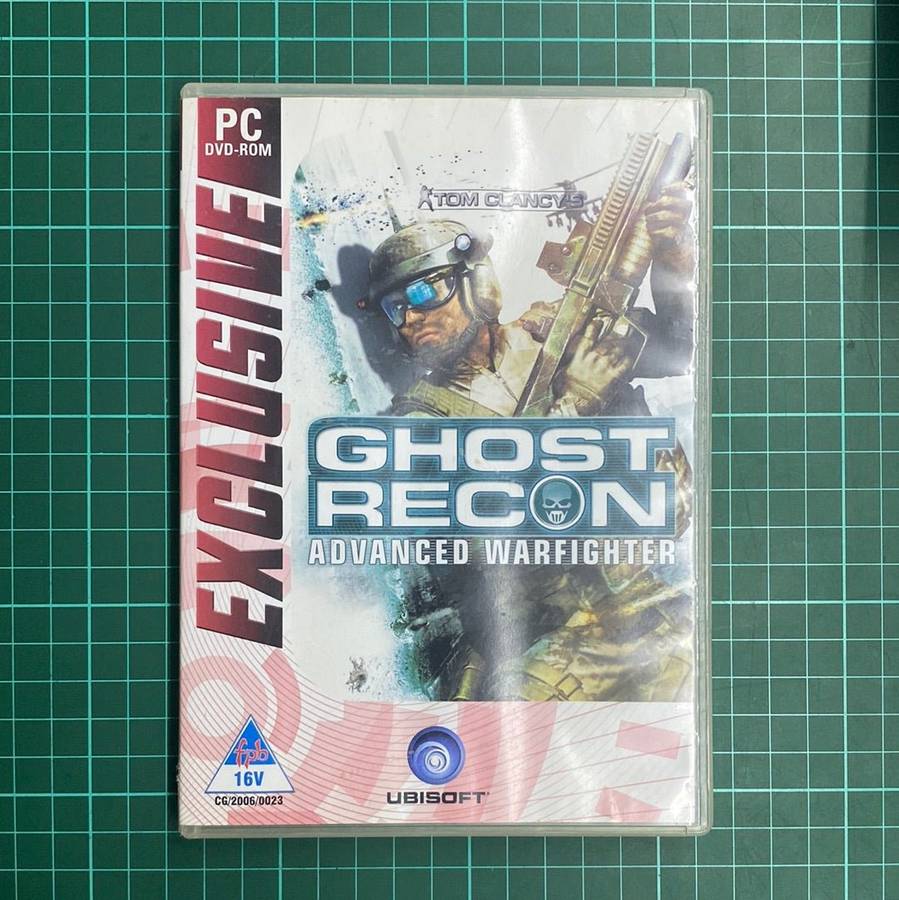 PC
DVD-ROM
EXCLUSIVE
TOM CLANCY'S
GHOST
RECON
ADVANCED WARFIGHTER
fpb
16V
CG/2006/0023
UBISOFT